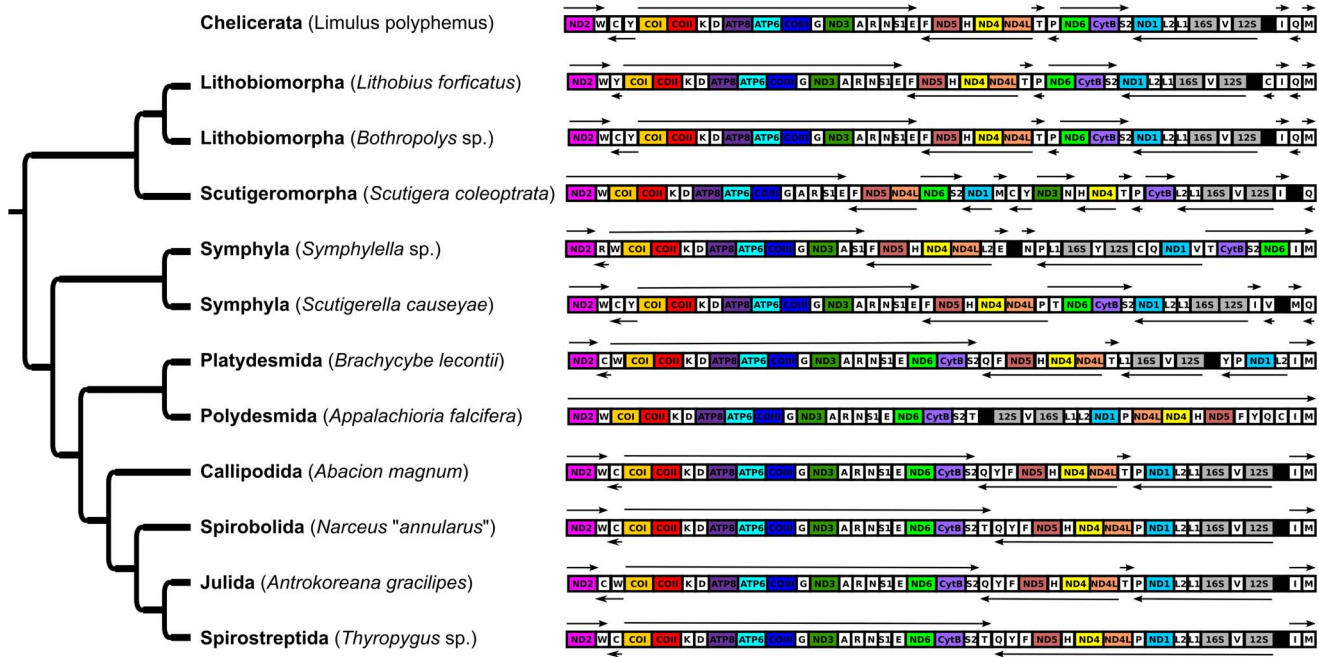 Chelicerata (Limulus polyphemus) ND2 W C Y COI COII K D ATP8 ATP6 COIII G ND3 A R N S1 E F ND5 H ND4 ND4L T P ND6 CytB S2 ND1 L2 L1 16S V 12S I Q M
Lithobiomorpha (Lithobius forficatus) ND2 W Y COI COII K D ATP8 ATP6 COIII G ND3 A R N S1 E F ND5 H ND4 ND4L T P ND6 CytB S2 ND1 L2 L1 16S V 12S C I Q M
Lithobiomorpha (Bothropolys sp.) ND2 W C Y COI COII K D ATP8 ATP6 COIII G ND3 A R N S1 E F ND5 H ND4 ND4L T P ND6 CytB S2 ND1 L2 L1 16S V 12S I Q M
Scutigeromorpha (Scutigera coleoptrata) ND2 W COI COII K D ATP8 ATP6 COIII G A R S1 E F ND5 ND4L ND6 S2 ND1 M C Y ND3 N H ND4 T P CytB L2 L1 16S V 12S I Q
Symphyla (Symphylella sp.) ND2 R W COI COII K D ATP8 ATP6 COIII G ND3 A S1 F ND5 H ND4 ND4L L2 E N P L1 16S Y 12S C Q ND1 V T CytB S2 ND6 I M
Symphyla (Scutigerella causeyae) ND2 W C Y COI COII K D ATP8 ATP6 COIII G ND3 A R N S1 E F ND5 H ND4 ND4L P T ND6 CytB S2 ND1 L2 L1 16S 12S I V M Q
Platydesmida (Brachycybe lecontii) ND2 C W COI COII K D ATP8 ATP6 COIII G ND3 A R N S1 E ND6 CytB S2 Q F ND5 H ND4 ND4L T L1 16S V 12S Y P ND1 L2 I M
Polydesmida (Appalachioria falcifera) ND2 W COI COII K D ATP8 ATP6 COIII G ND3 A R N S1 E ND6 CytB S2 T 12S V 16S L1 L2 ND1 P ND4L ND4 H ND5 F Y Q C I M
Callipodida (Abacion magnum) ND2 W C COI COII K D ATP8 ATP6 COIII G ND3 A R N S1 E ND6 CytB S2 Q Y F ND5 H ND4 ND4L T P ND1 L2 L1 16S V 12S I M
Spirobolida (Narceus "annularus") ND2 W C COI COII K D ATP8 ATP6 COIII G ND3 A R N S1 E ND6 CytB S2 T Q Y F ND5 H ND4 ND4L P ND1 L2 L1 16S V 12S I M
Julida (Antrokoreana gracilipes) ND2 C W COI COII K D ATP8 ATP6 COIII G ND3 A R N S1 E ND6 CytB S2 Q Y F ND5 H ND4 ND4L T P ND1 L2 L1 16S V 12S I M
Spirostreptida (Thyropygus sp.) ND2 W C COI COII K D ATP8 ATP6 COIII G ND3 A R N S1 E ND6 CytB S2 T Q Y F ND5 H ND4 ND4L P ND1 L2 L1 16S V 12S I M